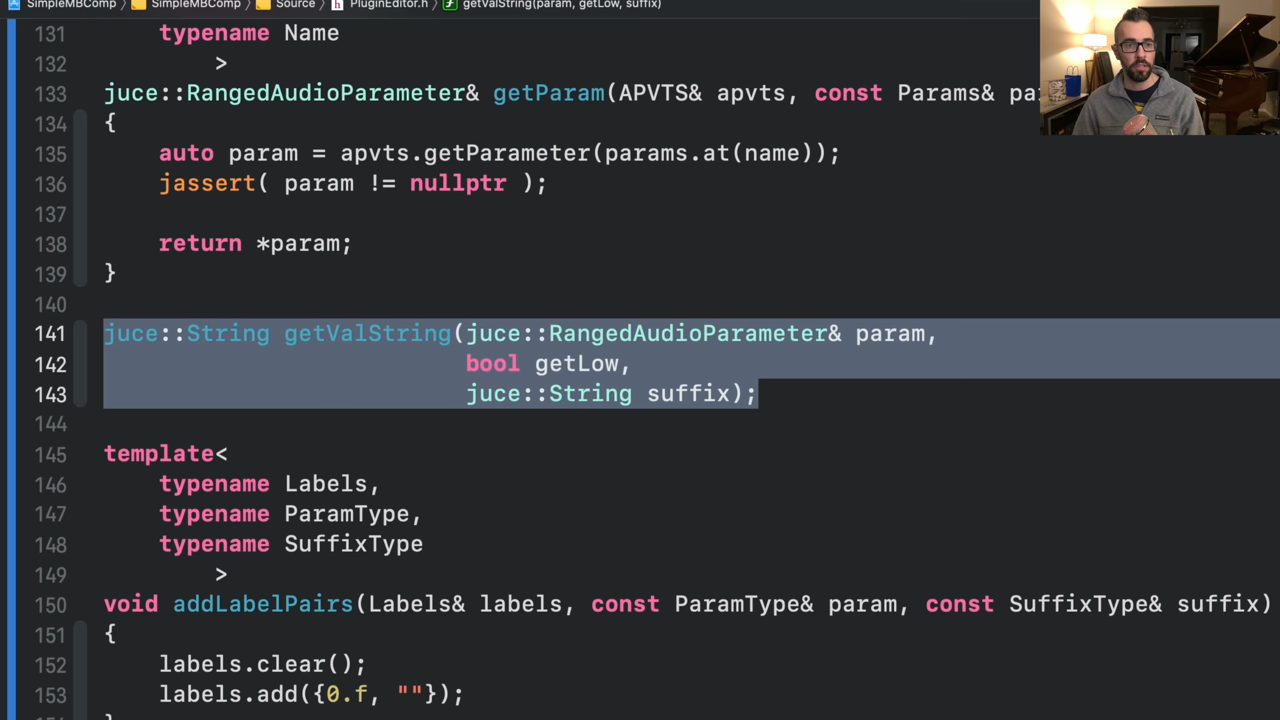 SimpleMBComp > SimpleMBComp > Source > h PluginEditor.h > f getValString(param, getLow, suffix)
131 typename Name
132 >
133 juce::RangedAudioParameter& getParam(APVTS& apvts, const Params& pa
134 {
135 auto param = apvts.getParameter(params.at(name));
136 jassert( param != nullptr );
137
138 return *param;
139 }
140
141 juce::String getValString(juce::RangedAudioParameter& param,
142 bool getLow,
143 juce::String suffix);
144
145 template<
146 typename Labels,
147 typename ParamType,
148 typename SuffixType
149 >
150 void addLabelPairs(Labels& labels, const ParamType& param, const SuffixType& suffix)
151 {
152 labels.clear();
153 labels.add({0.f, ""});